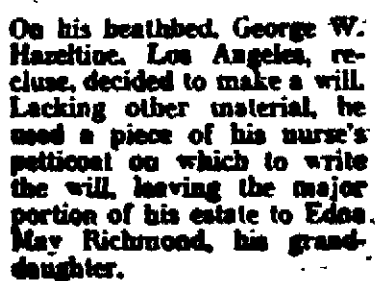 On his beathbed, George W.
Hazeltine, Los Angeles, re-
cluse, decided to make a will.
Lacking other material, he
used a piece of his nurse's
petticoat on which to write
the will, leaving the major
portion of his estate to Edna
May Richmond, his grand-
daughter.